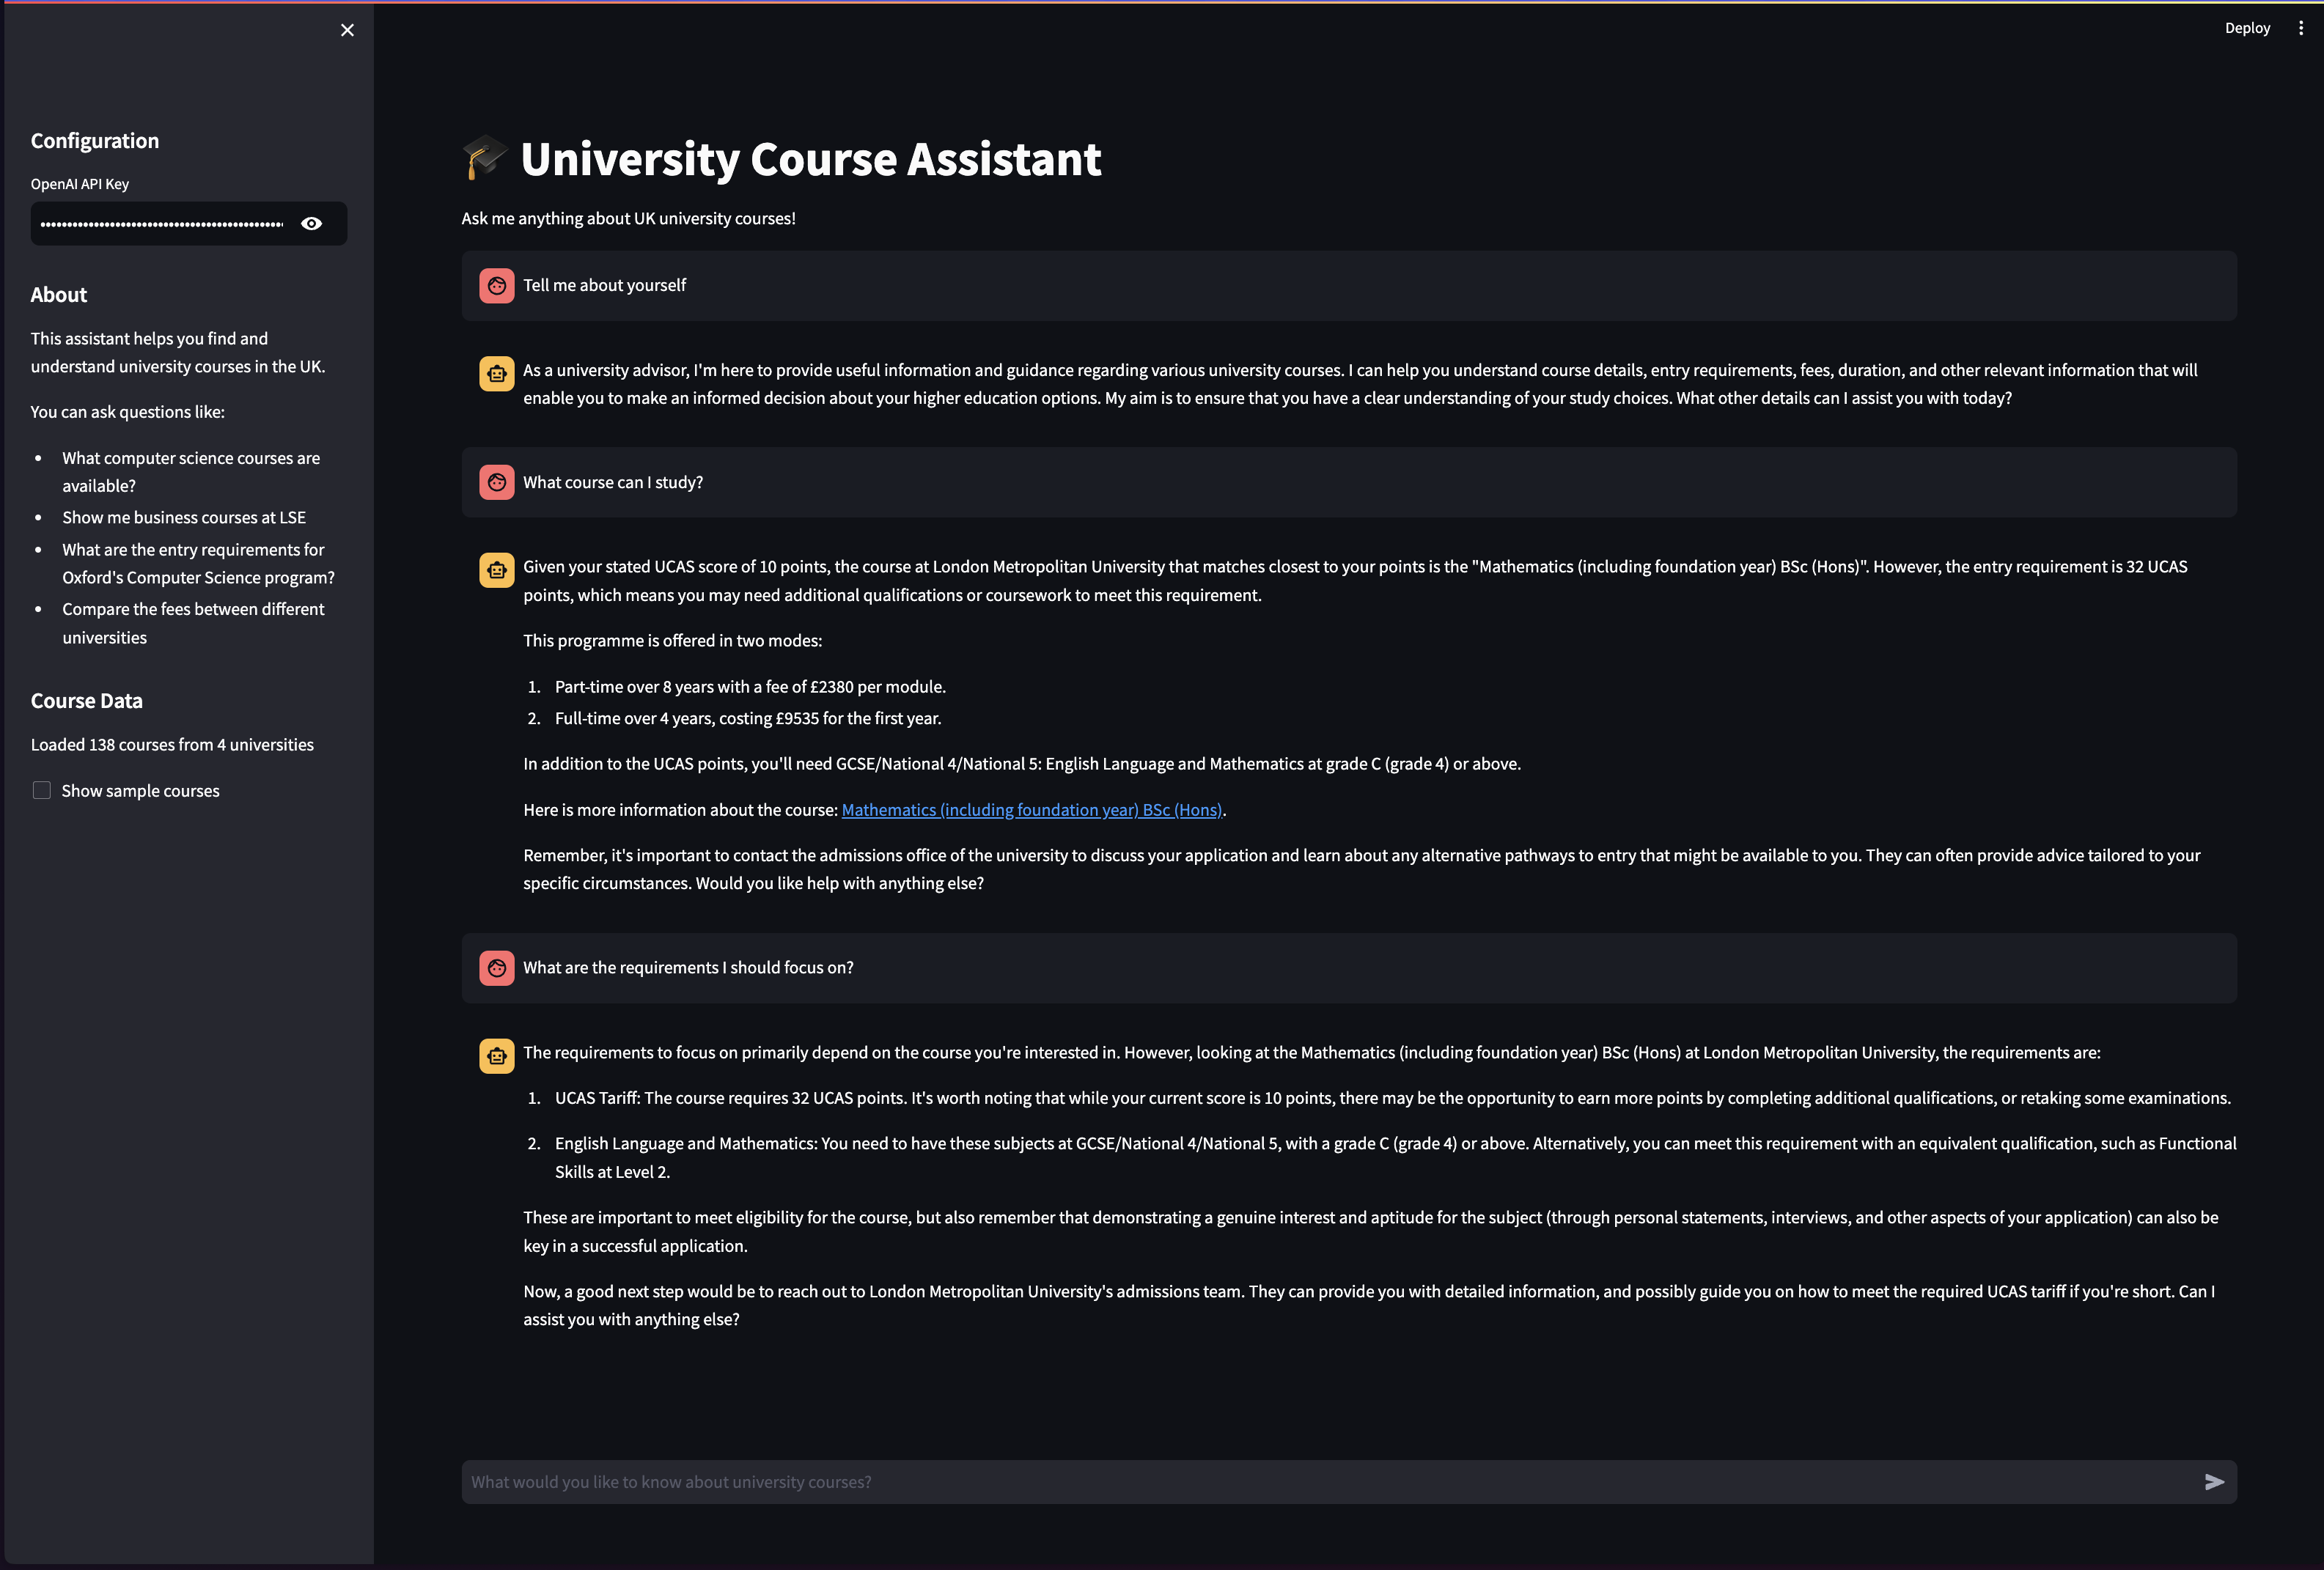 Deploy
Configuration
OpenAI API Key
••••••••••••••••••••••••••••••••••••••••••••••
About
This assistant helps you find and
understand university courses in the UK.
You can ask questions like:
• What computer science courses are
available?
• Show me business courses at LSE
• What are the entry requirements for
Oxford's Computer Science program?
• Compare the fees between different
universities
Course Data
Loaded 138 courses from 4 universities
Show sample courses
University Course Assistant
Ask me anything about UK university courses!
Tell me about yourself
As a university advisor, I'm here to provide useful information and guidance regarding various university courses. I can help you understand course details, entry requirements, fees, duration, and other relevant information that will
enable you to make an informed decision about your higher education options. My aim is to ensure that you have a clear understanding of your study choices. What other details can I assist you with today?
What course can I study?
Given your stated UCAS score of 10 points, the course at London Metropolitan University that matches closest to your points is the "Mathematics (including foundation year) BSc (Hons)". However, the entry requirement is 32 UCAS
points, which means you may need additional qualifications or coursework to meet this requirement.
This programme is offered in two modes:
1. Part-time over 8 years with a fee of £2380 per module.
2. Full-time over 4 years, costing £9535 for the first year.
In addition to the UCAS points, you'll need GCSE/National 4/National 5: English Language and Mathematics at grade C (grade 4) or above.
Here is more information about the course: Mathematics (including foundation year) BSc (Hons).
Remember, it's important to contact the admissions office of the university to discuss your application and learn about any alternative pathways to entry that might be available to you. They can often provide advice tailored to your
specific circumstances. Would you like help with anything else?
What are the requirements I should focus on?
The requirements to focus on primarily depend on the course you're interested in. However, looking at the Mathematics (including foundation year) BSc (Hons) at London Metropolitan University, the requirements are:
1. UCAS Tariff: The course requires 32 UCAS points. It's worth noting that while your current score is 10 points, there may be the opportunity to earn more points by completing additional qualifications, or retaking some examinations.
2. English Language and Mathematics: You need to have these subjects at GCSE/National 4/National 5, with a grade C (grade 4) or above. Alternatively, you can meet this requirement with an equivalent qualification, such as Functional
Skills at Level 2.
These are important to meet eligibility for the course, but also remember that demonstrating a genuine interest and aptitude for the subject (through personal statements, interviews, and other aspects of your application) can also be
key in a successful application.
Now, a good next step would be to reach out to London Metropolitan University's admissions team. They can provide you with detailed information, and possibly guide you on how to meet the required UCAS tariff if you're short. Can I
assist you with anything else?
What would you like to know about university courses?